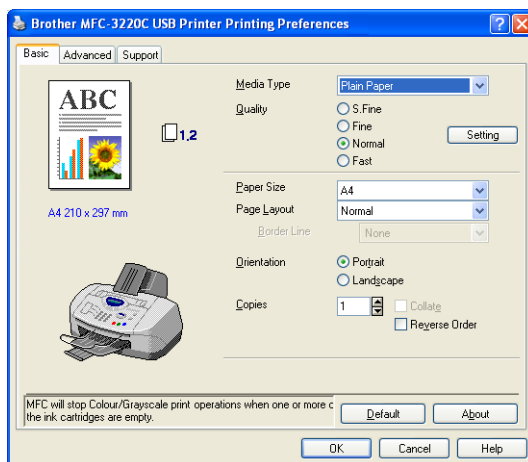 Brother MFC-3220C USB Printer Printing Preferences
Basic Advanced Support
ABC
1.2
A4 210 x 297 mm
Media Type Plain Paper
Quality S.Fine
Fine
Normal Setting
Fast
Paper Size A4
Page Layout Normal
Border Line None
Orientation Portrait
Landscape
Copies 1 Collate
Reverse Order
MFC will stop Colour/Grayscale print operations when one or more o
the ink cartridges are empty.
Default About
OK Cancel Help